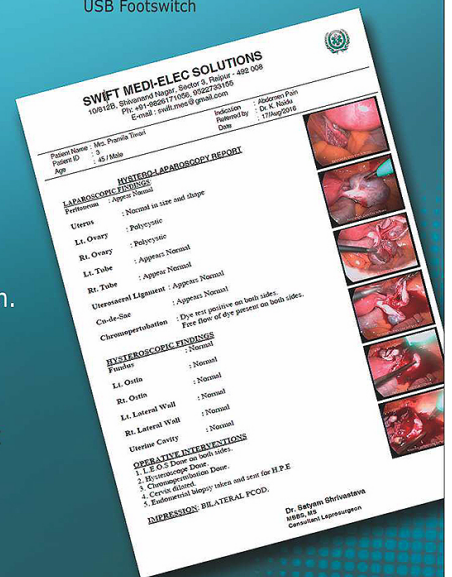 USB Footswitch
SWIFT MEDI-ELEC SOLUTIONS
10/812B, Shivanand Nagar, Sector 9, Raipur - 492 008
Ph: +91-9826171056, 9522733155
E-mail : swift.mes@gmail.com
Patient Name : Mrs. Pramila Tiwari
Patient ID : 3
Age : 45 / Male
Indication : Abdomen Pain
Referred by : Dr. K. Naidu
Date : 17/Aug/2016
HYSTERO-LAPAROSCOPY REPORT
LAPAROSCOPIC FINDINGS
Peritoneum : Appear Normal
Uterus : Normal in size and shape
Lt. Ovary : Polycystic
Rt. Ovary : Polycystic
Lt. Tube : Appears Normal
Rt. Tube : Appear Normal
Uterosacral Ligament : Appears Normal
Cu-de-Sac : Appears Normal
Chromopertubation : Dye test positive on both sides.
Free flow of dye present on both sides.
HYSTEROSCOPIC FINDINGS
Fundus : Normal
Lt. Ostin : Normal
Rt. Ostin : Normal
Lt. Lateral Wall : Normal
Rt. Lateral Wall : Normal
Uterine Cavity : Normal
OPERATIVE INTERVENTIONS
1. L.E.O.S Done on both sides.
2. Hysteroscope Done.
3. Chromopertubation Done.
4. Cervix dilated.
5. Endometrial biopsy taken and sent for H.P.E
IMPRESSION: BILATERAL PCOD.
Dr. Satyam Shrivastava
MBBS, MS
Consultant Laprosurgeon
n.